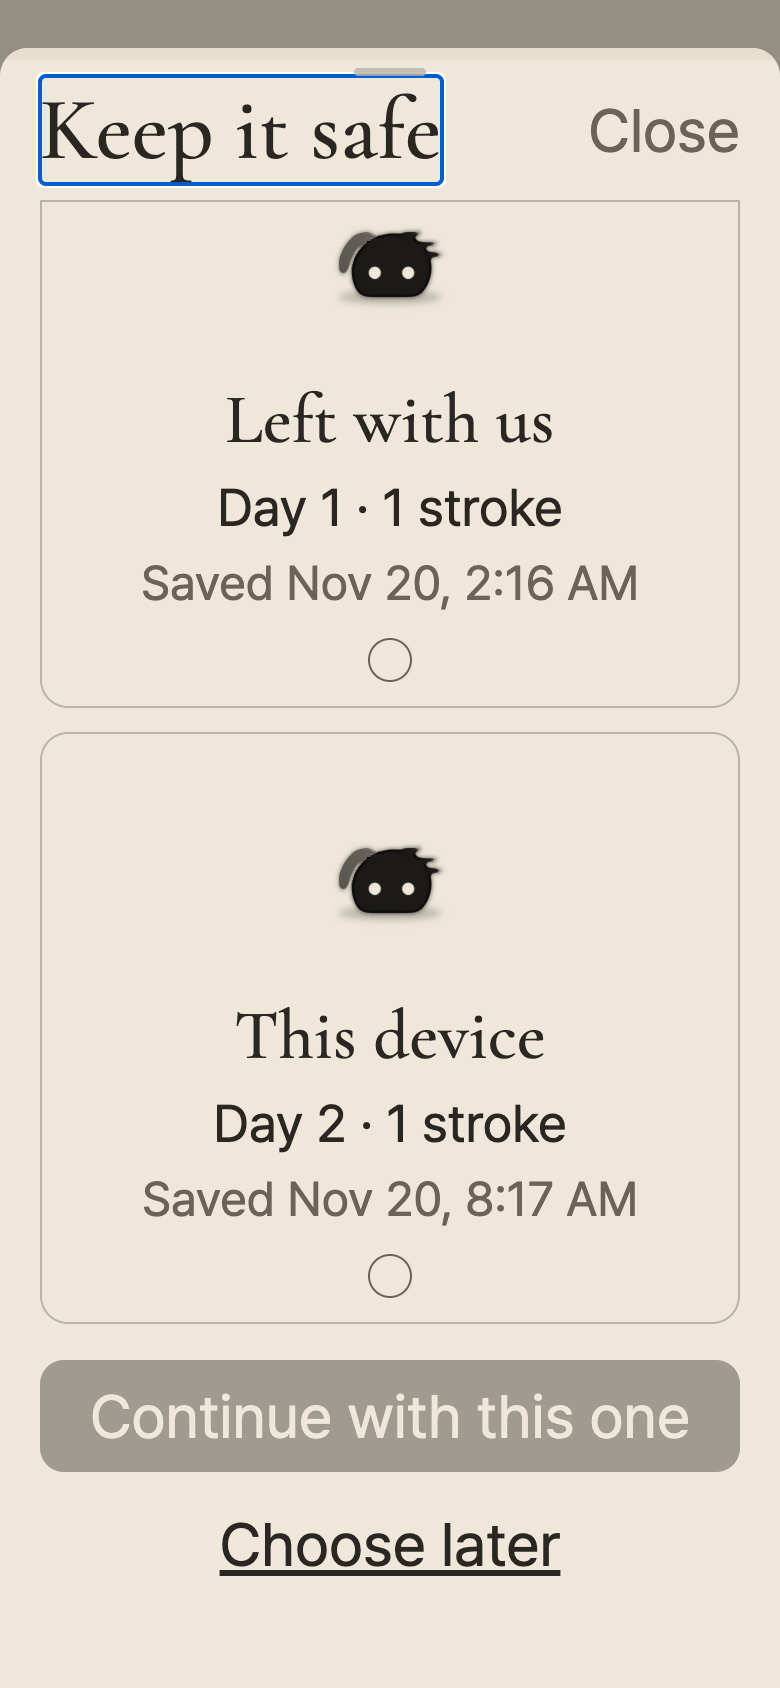 Keep it safe
Close
Left with us
Day 1 · 1 stroke
Saved Nov 20, 2:16 AM
This device
Day 2 · 1 stroke
Saved Nov 20, 8:17 AM
Continue with this one
Choose later